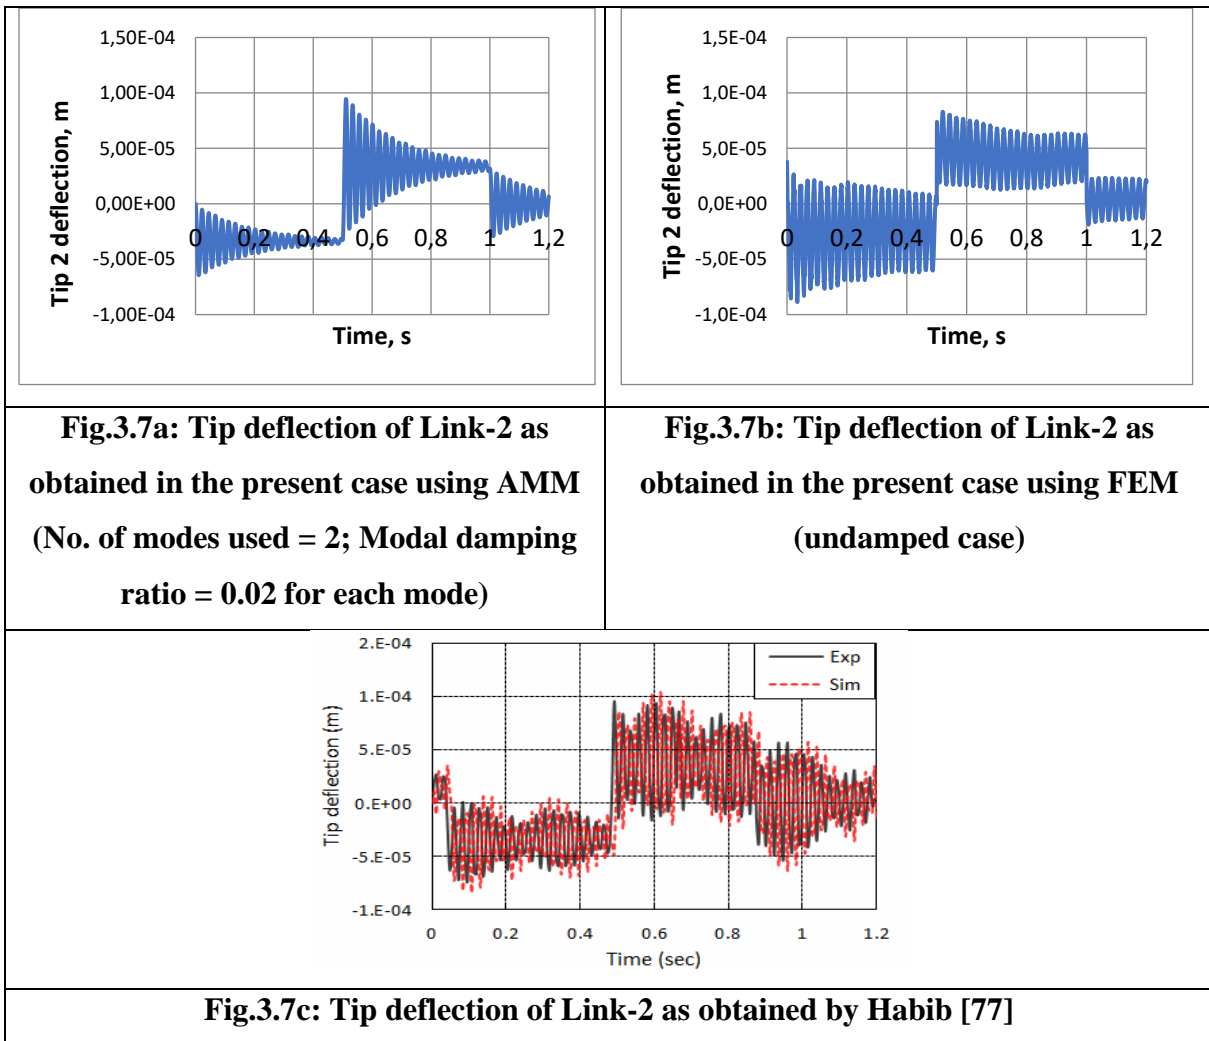 1,50E-04
1,00E-04
5,00E-05
0,00E+00
-5,00E-05
-1,00E-04
Tip 2 deflection, m
0 0,2 0,4 0,6 0,8 1 1,2
Time, s
1,5E-04
1,0E-04
5,0E-05
0,0E+00
-5,0E-05
-1,0E-04
Tip 2 deflection, m
0 0,2 0,4 0,6 0,8 1 1,2
Time, s
Fig.3.7a: Tip deflection of Link-2 as
obtained in the present case using AMM
(No. of modes used = 2; Modal damping
ratio = 0.02 for each mode)
Fig.3.7b: Tip deflection of Link-2 as
obtained in the present case using FEM
(undamped case)
2.E-04
1.E-04
5.E-05
0.E+00
-5.E-05
-1.E-04
Tip deflection (m)
Exp
Sim
0 0.2 0.4 0.6 0.8 1 1.2
Time (sec)
Fig.3.7c: Tip deflection of Link-2 as obtained by Habib [77]